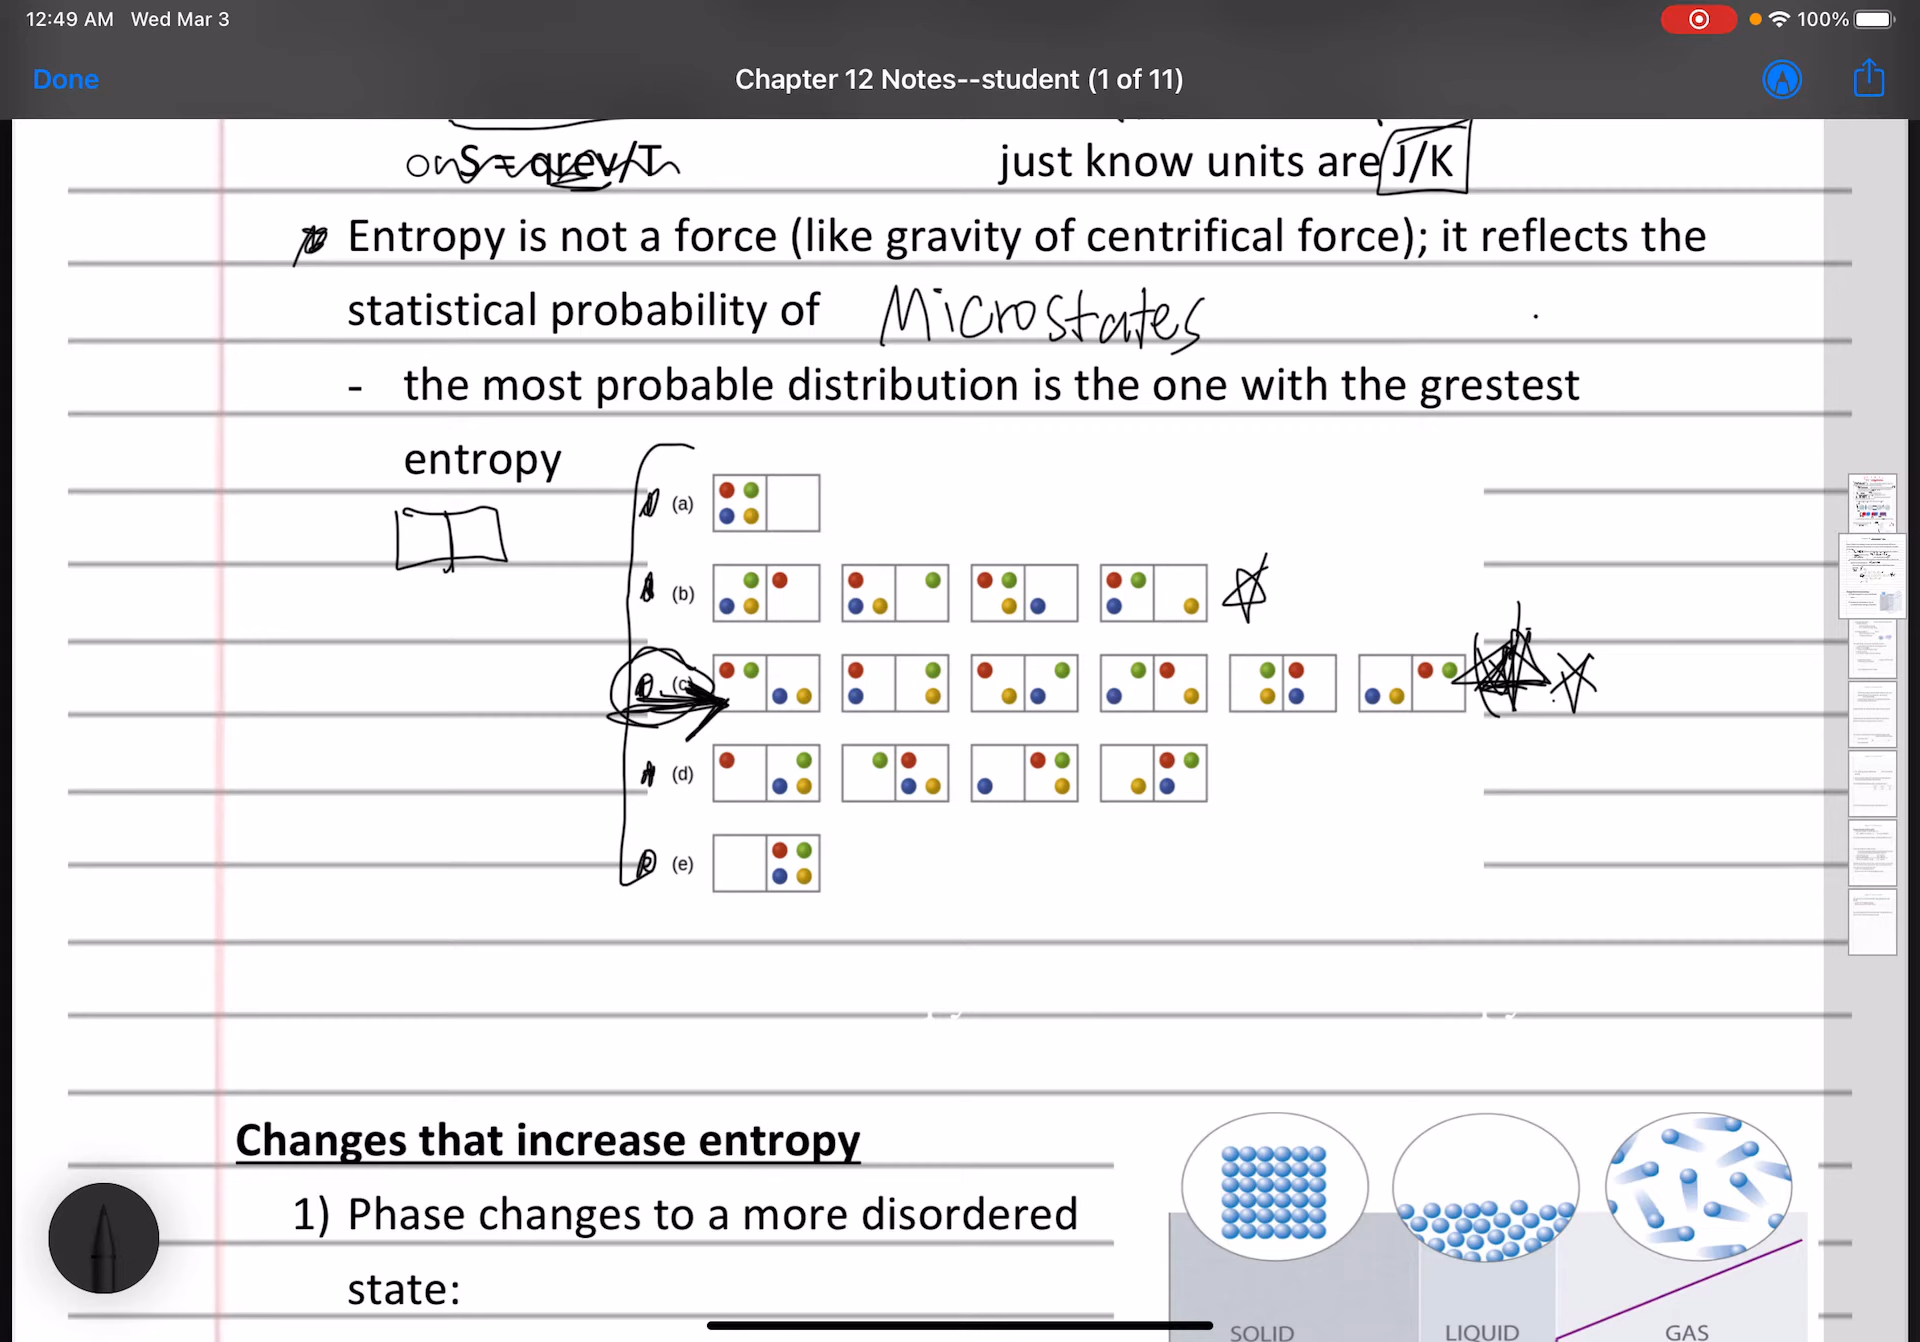 12:49 AM Wed Mar 3
100%
Done
Chapter 12 Notes--student (1 of 11)
S = qrev/T just know units are J/K
Entropy is not a force (like gravity of centrifical force); it reflects the
statistical probability of Microstates
- the most probable distribution is the one with the grestest
entropy
(a)
(b)
(c)
(d)
(e)
Changes that increase entropy
1) Phase changes to a more disordered
state:
SOLID LIQUID GAS